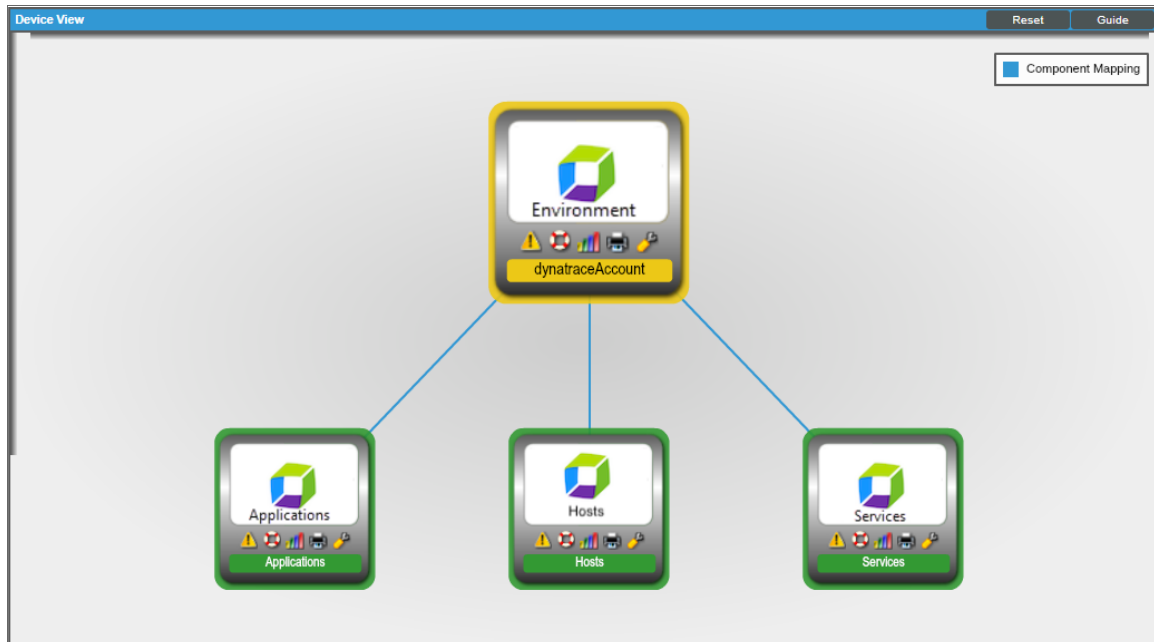 Device View
Reset
Guide
Component Mapping
Environment
dynatraceAccount
Applications
Applications
Hosts
Hosts
Services
Services